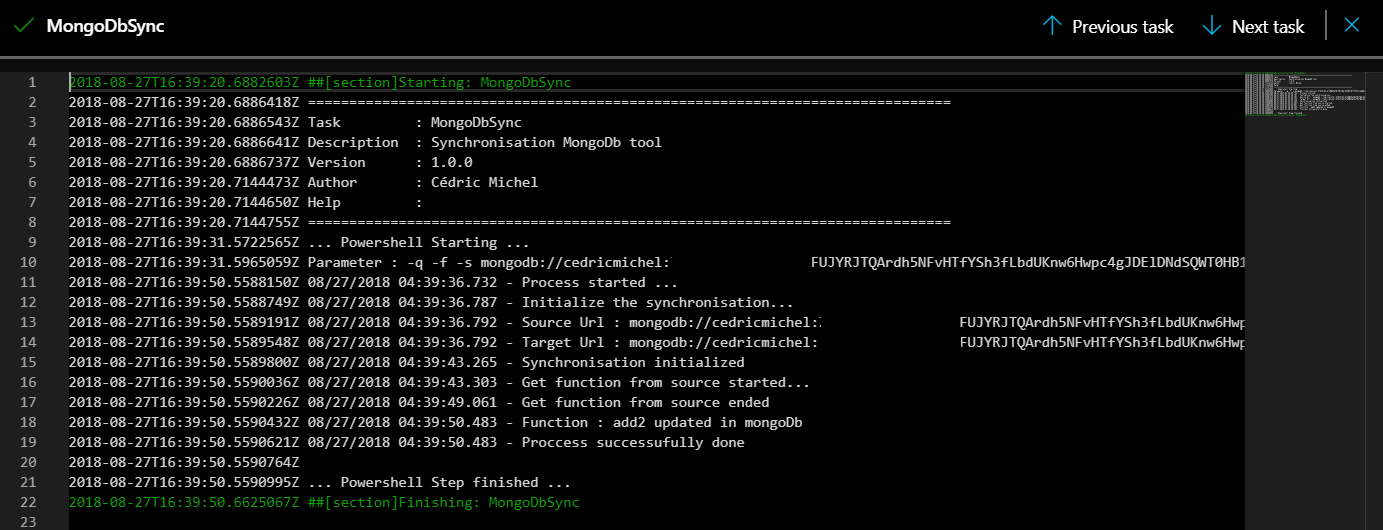 MongoDbSync
Previous task
Next task
1 2018-08-27T16:39:20.6882603Z ##[section]Starting: MongoDbSync
2 2018-08-27T16:39:20.6886418Z ==============================================================================
3 2018-08-27T16:39:20.6886543Z Task         : MongoDbSync
4 2018-08-27T16:39:20.6886641Z Description  : Synchronisation MongoDb tool
5 2018-08-27T16:39:20.6886737Z Version      : 1.0.0
6 2018-08-27T16:39:20.7144473Z Author       : Cédric Michel
7 2018-08-27T16:39:20.7144650Z Help         :
8 2018-08-27T16:39:20.7144755Z ==============================================================================
9 2018-08-27T16:39:31.5722565Z ... Powershell Starting ...
10 2018-08-27T16:39:31.5965059Z Parameter : -q -f -s mongodb://cedricmichel: FUJYRJTQArdh5NFvHTfYSh3fLbdUKnw6Hwpc4gJDElDNdSQWT0HB1
11 2018-08-27T16:39:50.5588150Z 08/27/2018 04:39:36.732 - Process started ...
12 2018-08-27T16:39:50.5588749Z 08/27/2018 04:39:36.787 - Initialize the synchronisation...
13 2018-08-27T16:39:50.5589191Z 08/27/2018 04:39:36.792 - Source Url : mongodb://cedricmichel: FUJYRJTQArdh5NFvHTfYSh3fLbdUKnw6Hwp
14 2018-08-27T16:39:50.5589548Z 08/27/2018 04:39:36.792 - Target Url : mongodb://cedricmichel: FUJYRJTQArdh5NFvHTfYSh3fLbdUKnw6Hwp
15 2018-08-27T16:39:50.5589800Z 08/27/2018 04:39:43.265 - Synchronisation initialized
16 2018-08-27T16:39:50.5590036Z 08/27/2018 04:39:43.303 - Get function from source started...
17 2018-08-27T16:39:50.5590226Z 08/27/2018 04:39:49.061 - Get function from source ended
18 2018-08-27T16:39:50.5590432Z 08/27/2018 04:39:50.483 - Function : add2 updated in mongoDb
19 2018-08-27T16:39:50.5590621Z 08/27/2018 04:39:50.483 - Proccess successufully done
20 2018-08-27T16:39:50.5590764Z
21 2018-08-27T16:39:50.5590995Z ... Powershell Step finished ...
22 2018-08-27T16:39:50.6625067Z ##[section]Finishing: MongoDbSync
23